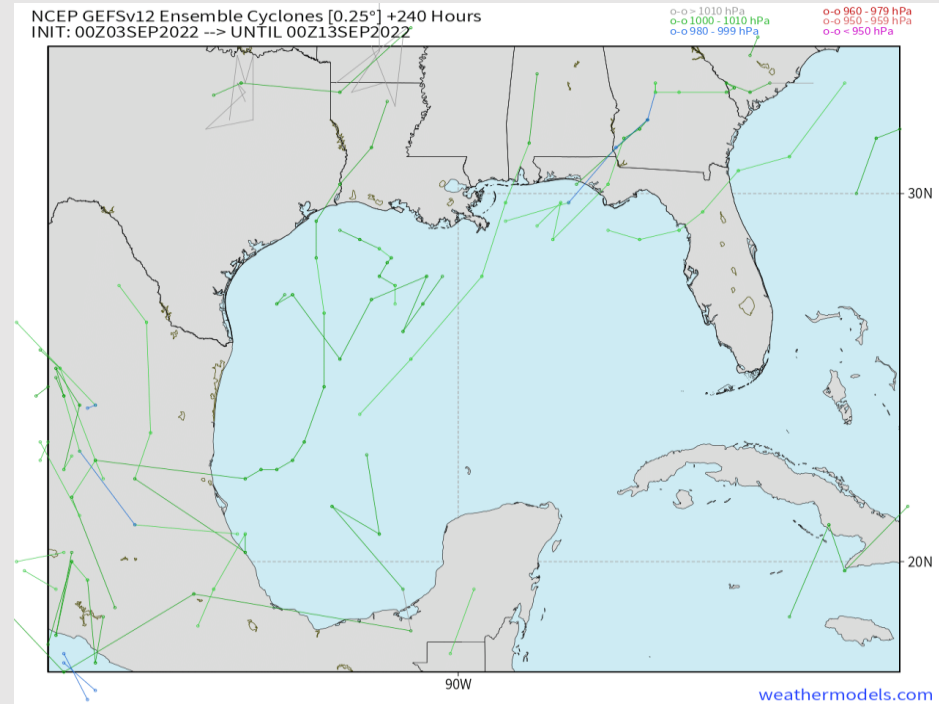 NCEP GEFSv12 Ensemble Cyclones [0.25°] +240 Hours
INIT: 00Z03SEP2022 --> UNTIL 00Z13SEP2022
o-o > 1010 hPa
o-o 1000 - 1010 hPa
o-o 980 - 999 hPa
o-o 960 - 979 hPa
o-o 950 - 959 hPa
o-o < 950 hPa
30N
20N
90W
weathermodels.com